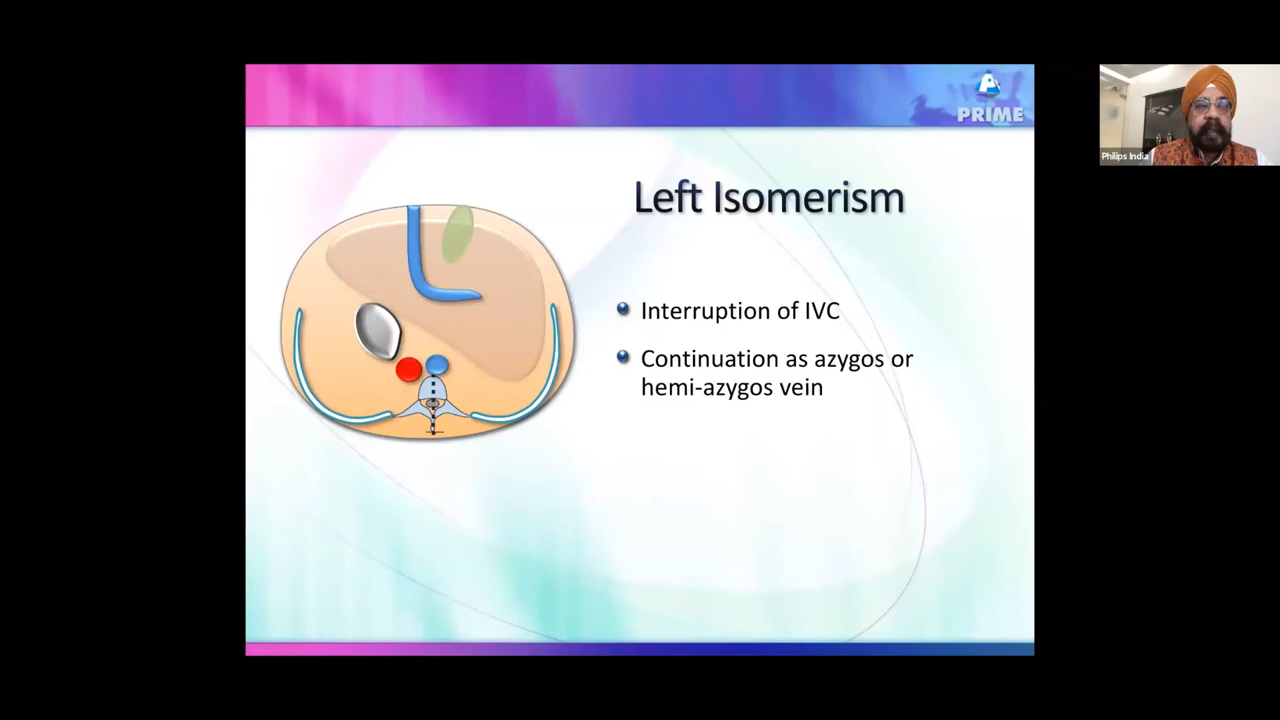 PRIME
Philips India
Left Isomerism
Interruption of IVC
Continuation as azygos or
hemi-azygos vein